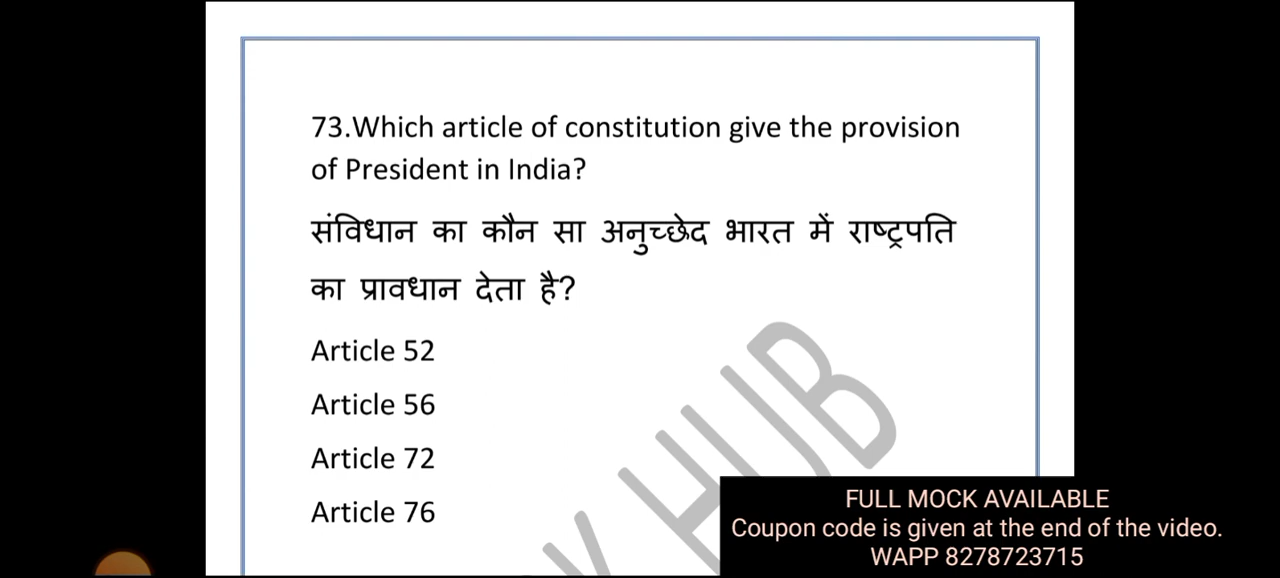 73.Which article of constitution give the provision
of President in India?
संविधान का कौन सा अनुच्छेद भारत में राष्ट्रपति
का प्रावधान देता है?
Article 52
Article 56
Article 72
Article 76
K HUB
FULL MOCK AVAILABLE
Coupon code is given at the end of the video.
WAPP 8278723715